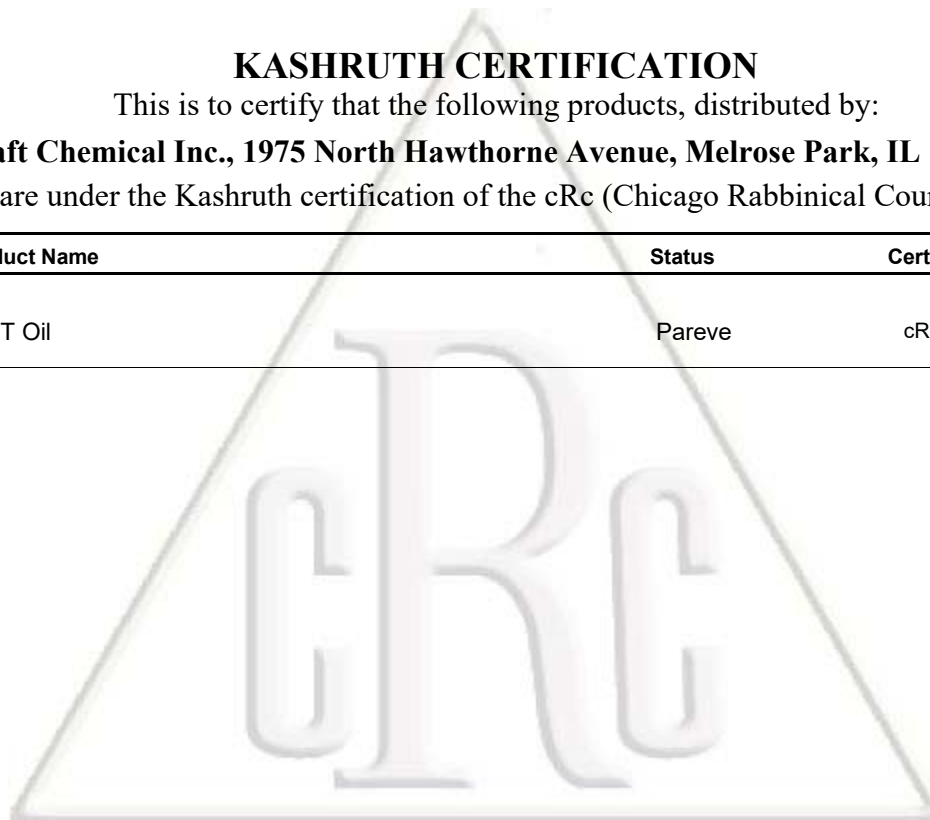 KASHRUTH CERTIFICATION
This is to certify that the following products, distributed by:
aft Chemical Inc., 1975 North Hawthorne Avenue, Melrose Park, IL
are under the Kashruth certification of the cRc (Chicago Rabbinical Cou
duct Name Status Cert
T Oil Pareve cR
cRc